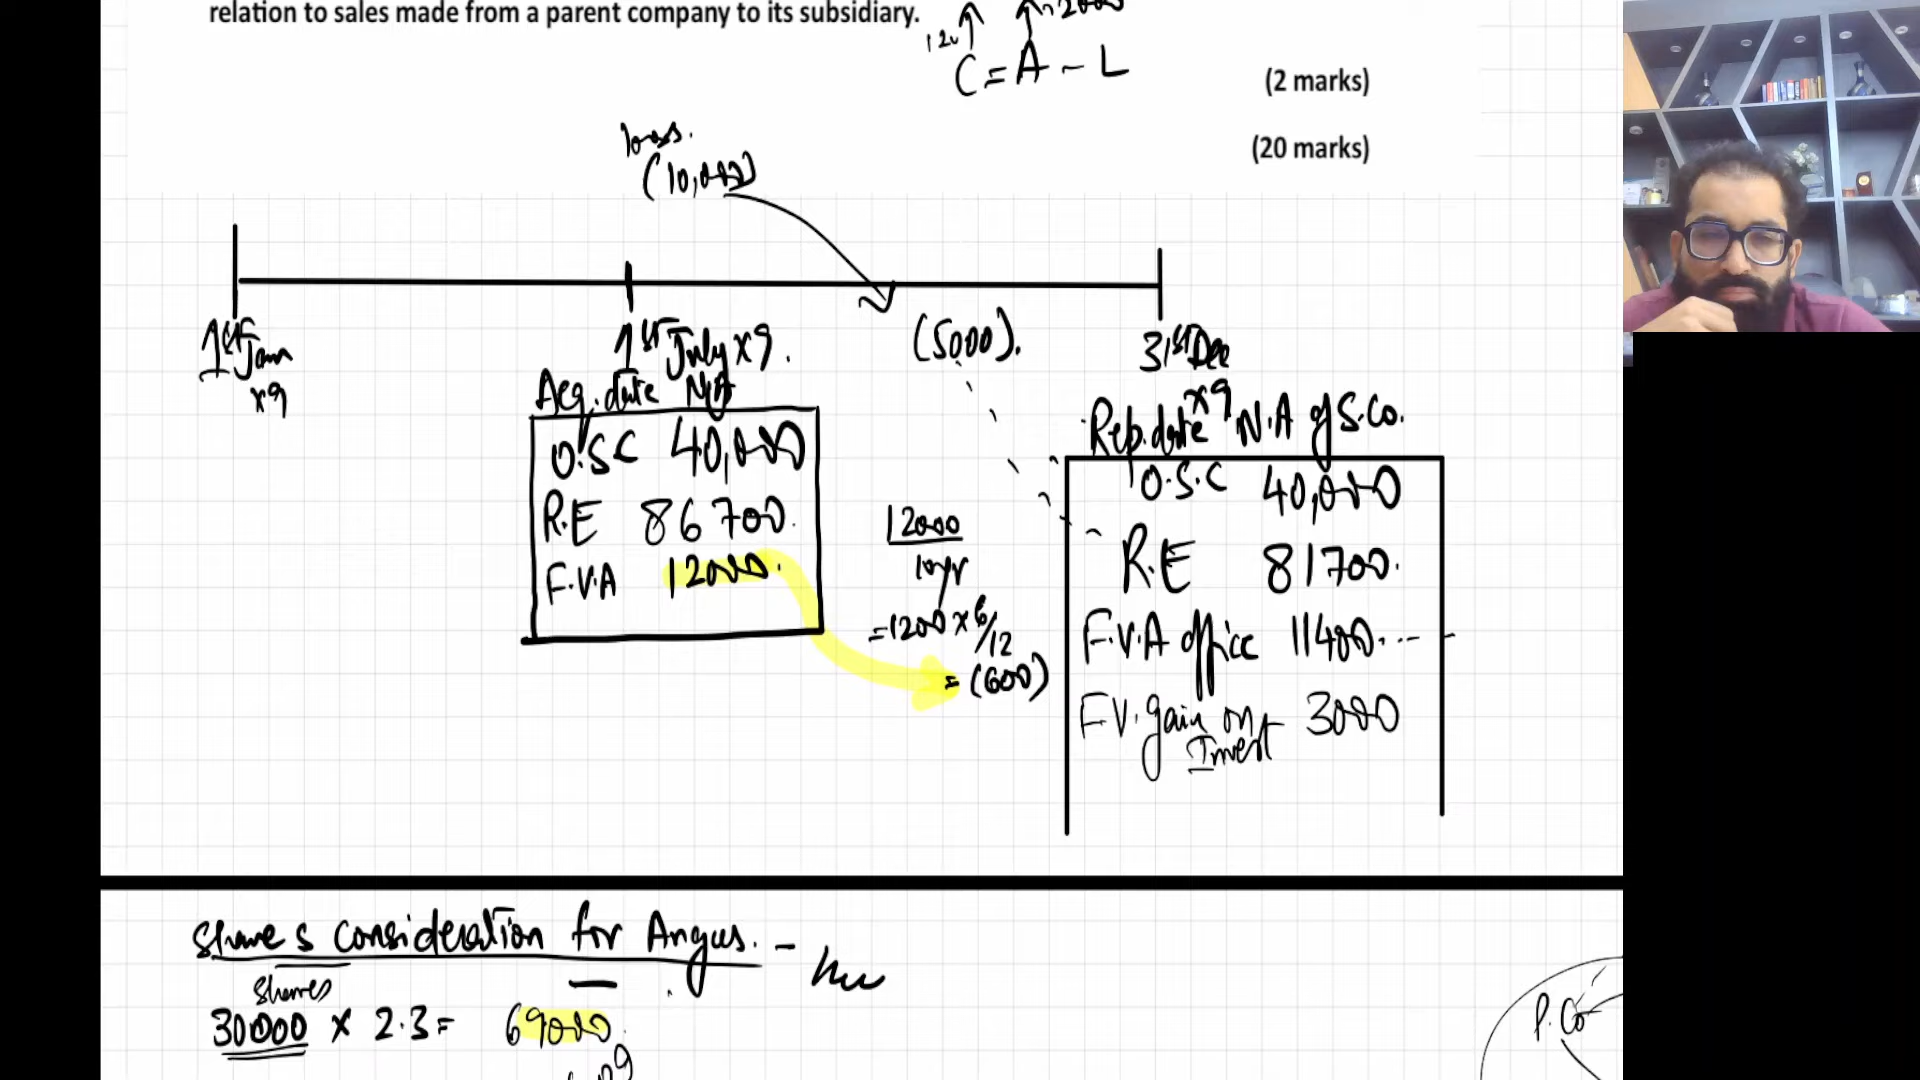 relation to sales made from a parent company to its subsidiary.
C = A - L
(2 marks)
(20 marks)
loss.
(10,000)
1st Jan x9
1st July x9.
(5000).
31st Dec x9
Acq. date NA
O.S.C 40,000
R.E 86700.
F.V.A 12000.
12000
10yr
=1200 x 6/12
= (600)
Rep. date N.A of S.Co.
O.S.C 40,000
R.E 81700.
F.V.A office 11400.
F.V. gain on Invest 3000
Shares consideration for Angus. -
Shares
30000 x 2.3 = 69000.
P.Co